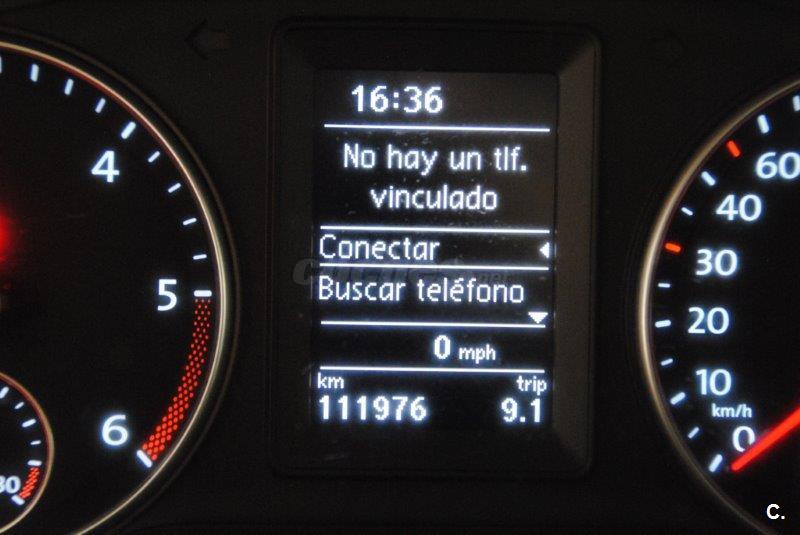 16:36
No hay un tlf.
vinculado
Conectar
Buscar teléfono
0 mph
km trip
111976 9.1
4
5
6
60
40
30
20
10
km/h
0
C.